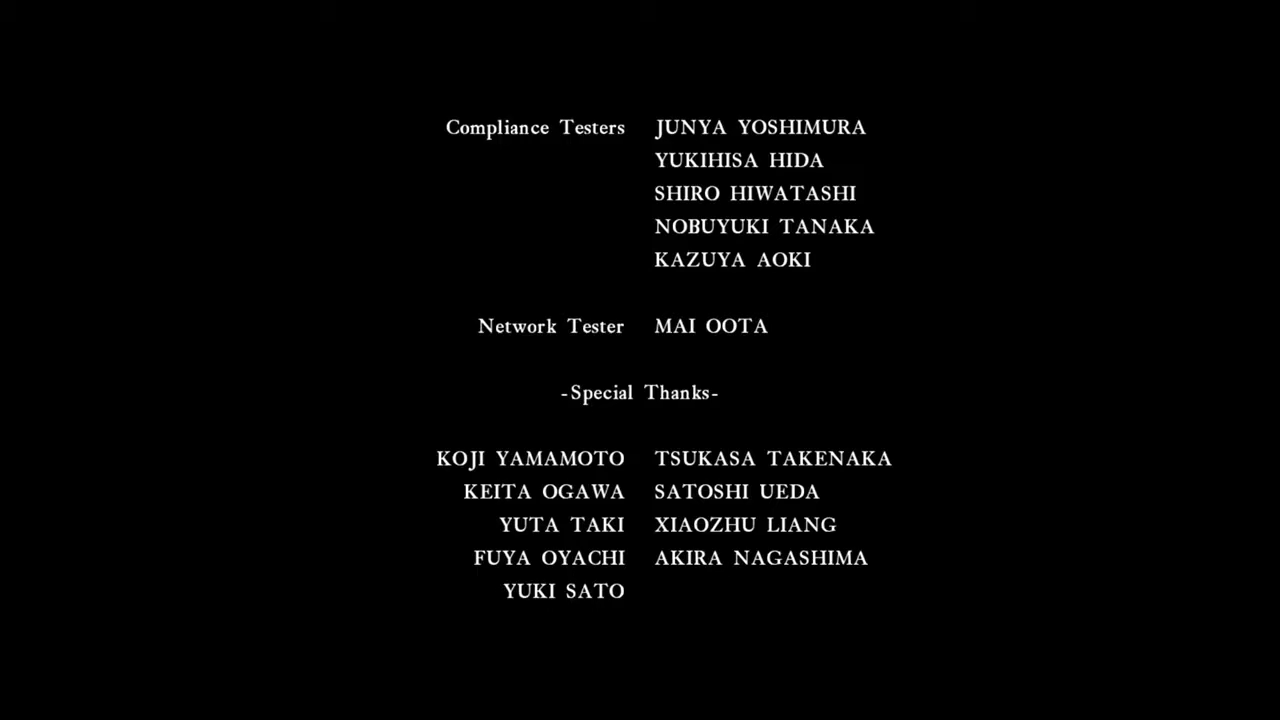 Compliance Testers JUNYA YOSHIMURA
YUKIHISA HIDA
SHIRO HIWATASHI
NOBUYUKI TANAKA
KAZUYA AOKI
Network Tester MAI OOTA
-Special Thanks-
KOJI YAMAMOTO TSUKASA TAKENAKA
KEITA OGAWA SATOSHI UEDA
YUTA TAKI XIAOZHU LIANG
FUYA OYACHI AKIRA NAGASHIMA
YUKI SATO